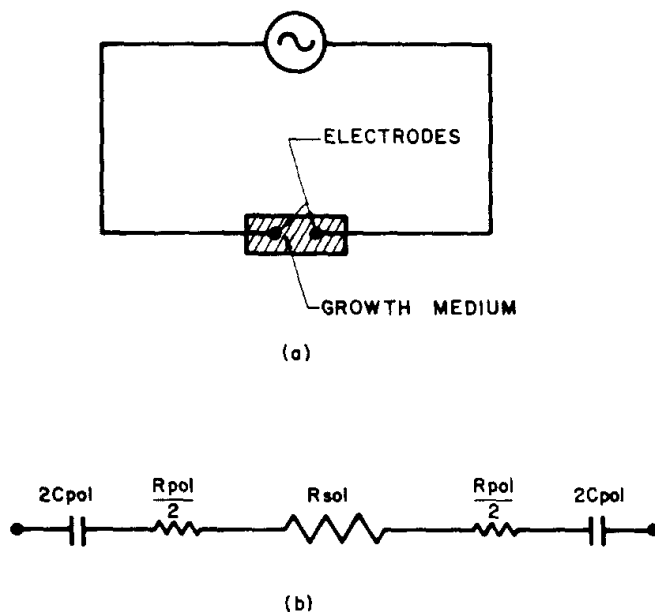 ELECTRODES
GROWTH MEDIUM
(a)
2Cpol Rpol/2 Rsol Rpol/2 2Cpol
(b)